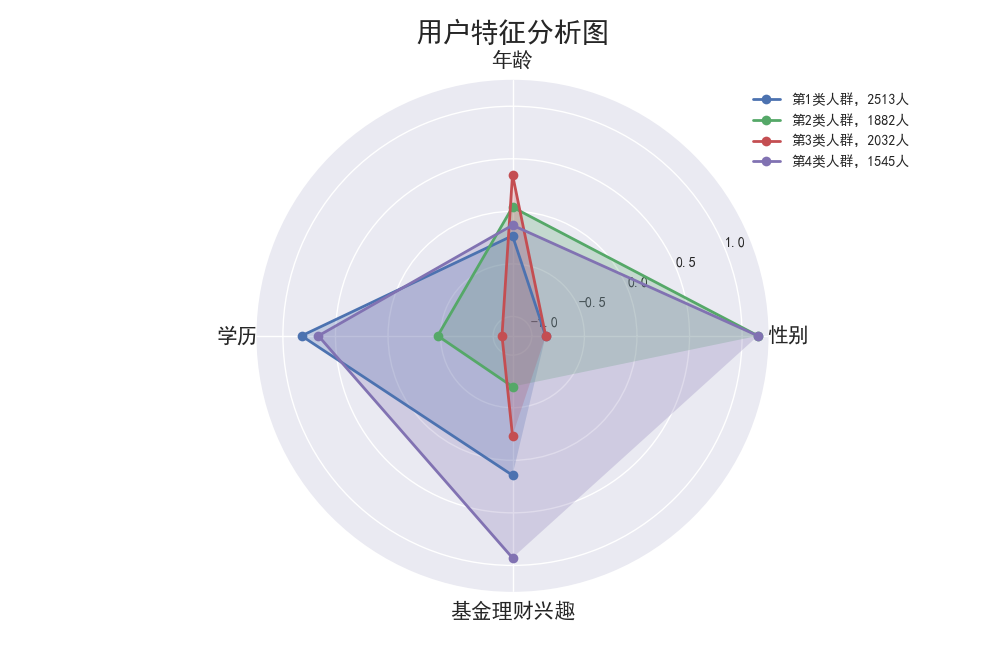 用户特征分析图
年龄
第1类人群，2513人
第2类人群，1882人
第3类人群，2032人
第4类人群，1545人
1.0
0.5
0.0
−0.5
−1.0
学历
性别
基金理财兴趣